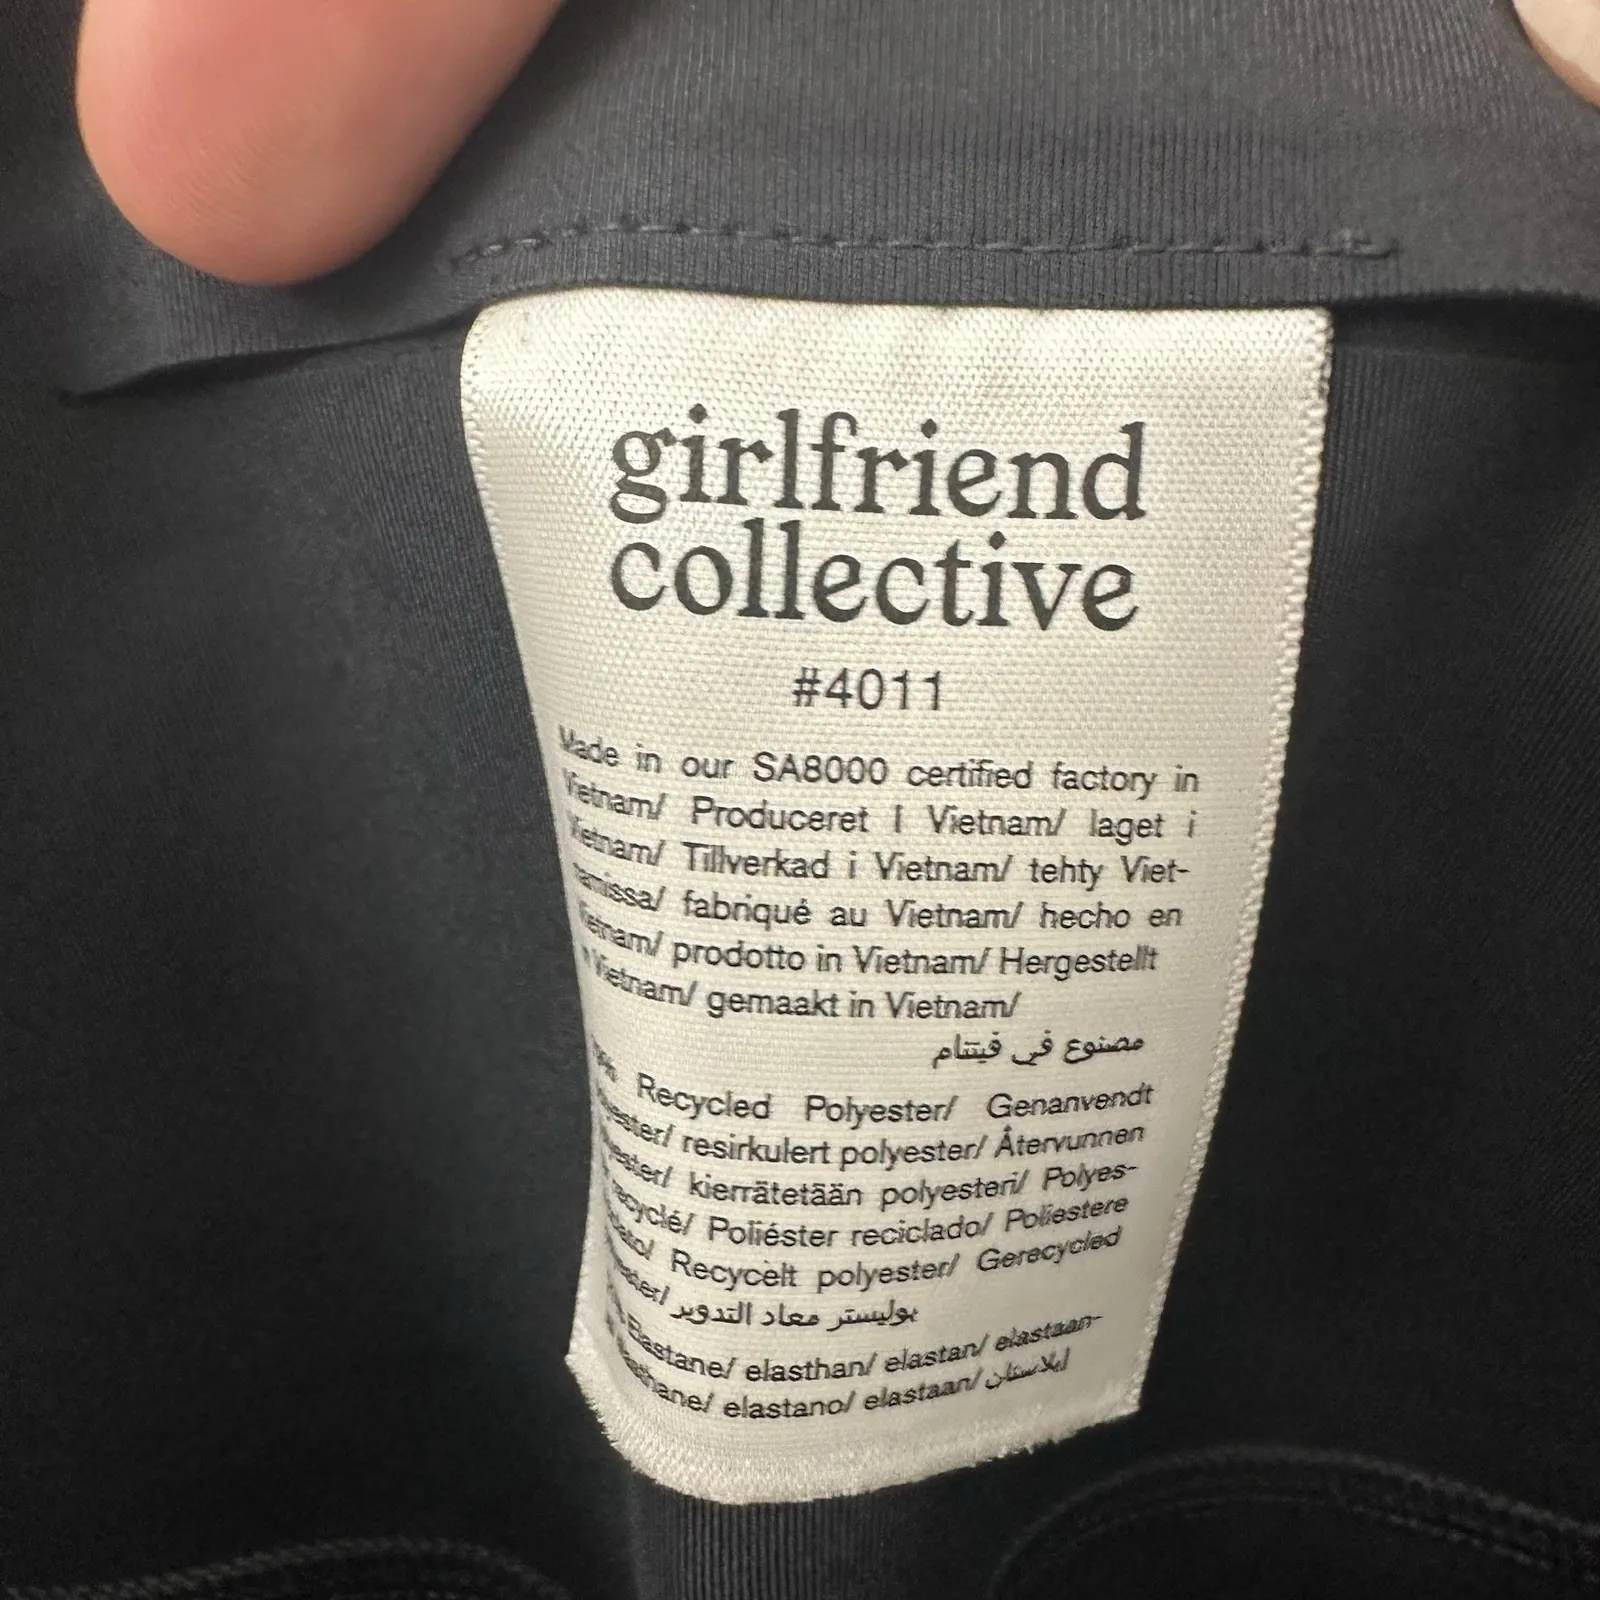 girlfriend
collective
#4011
Made in our SA8000 certified factory in
Vietnam/ Produceret I Vietnam/ laget i
Vietnam/ Tillverkad i Vietnam/ tehty Viet-
namissa/ fabriqué au Vietnam/ hecho en
Vietnam/ prodotto in Vietnam/ Hergestellt
Vietnam/ gemaakt in Vietnam/
مصنوع في فيتنام
Recycled Polyester/ Genanvendt
resirkulert polyester/ Återvunnen
kierrätetään polyesteri/ Polyes-
recyclé/ Poliéster reciclado/ Poliestere
Recycelt polyester/ Gerecycled
بوليستر معاد التدوير
Elastane/ elasthan/ elastan/ elastaan-
elastano/ elastaan/ إيلاستان